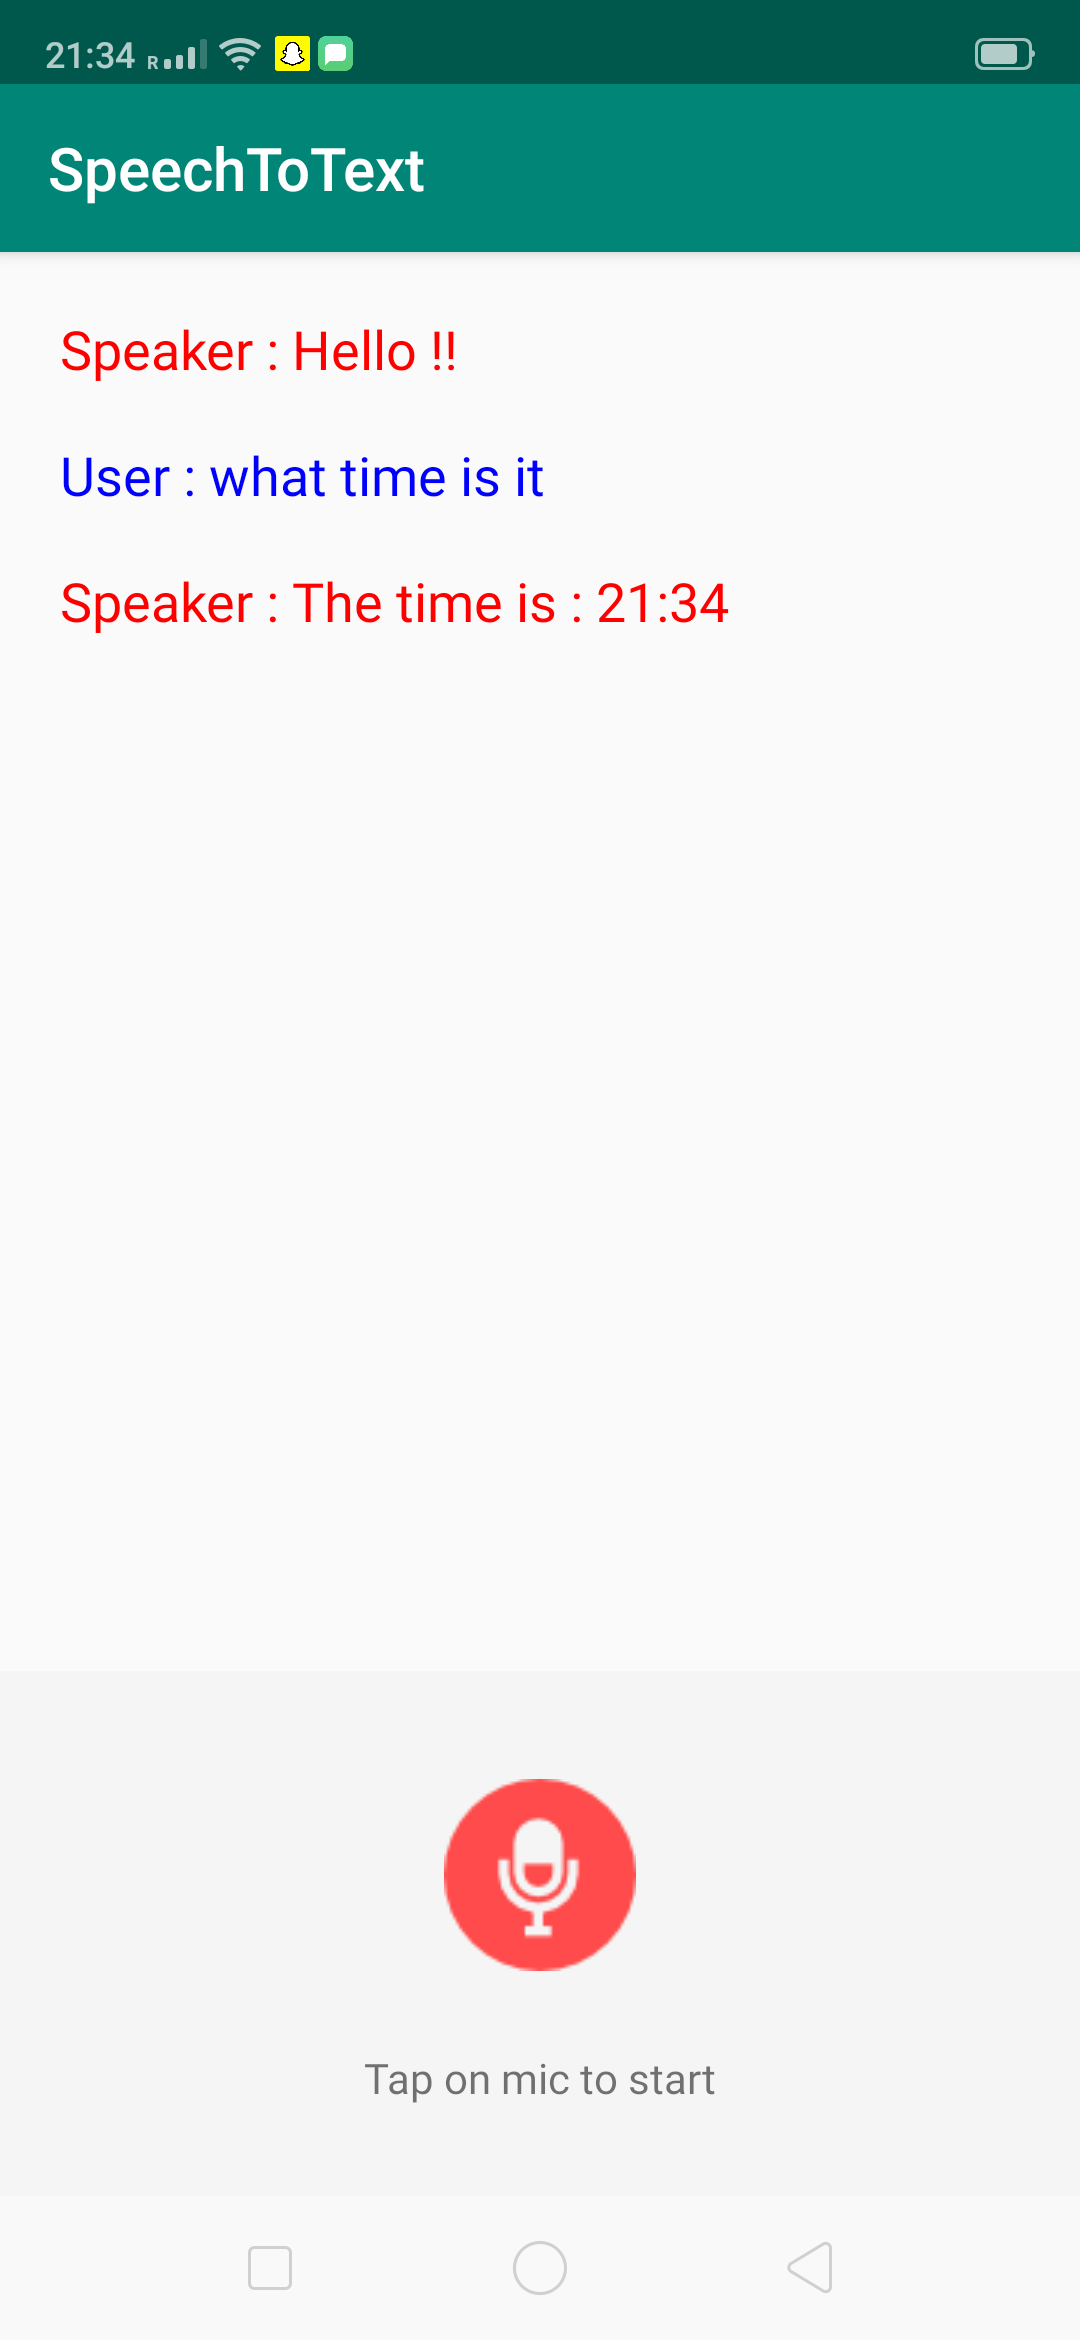 21:34 R
SpeechToText
Speaker : Hello !!
User : what time is it
Speaker : The time is : 21:34
Tap on mic to start